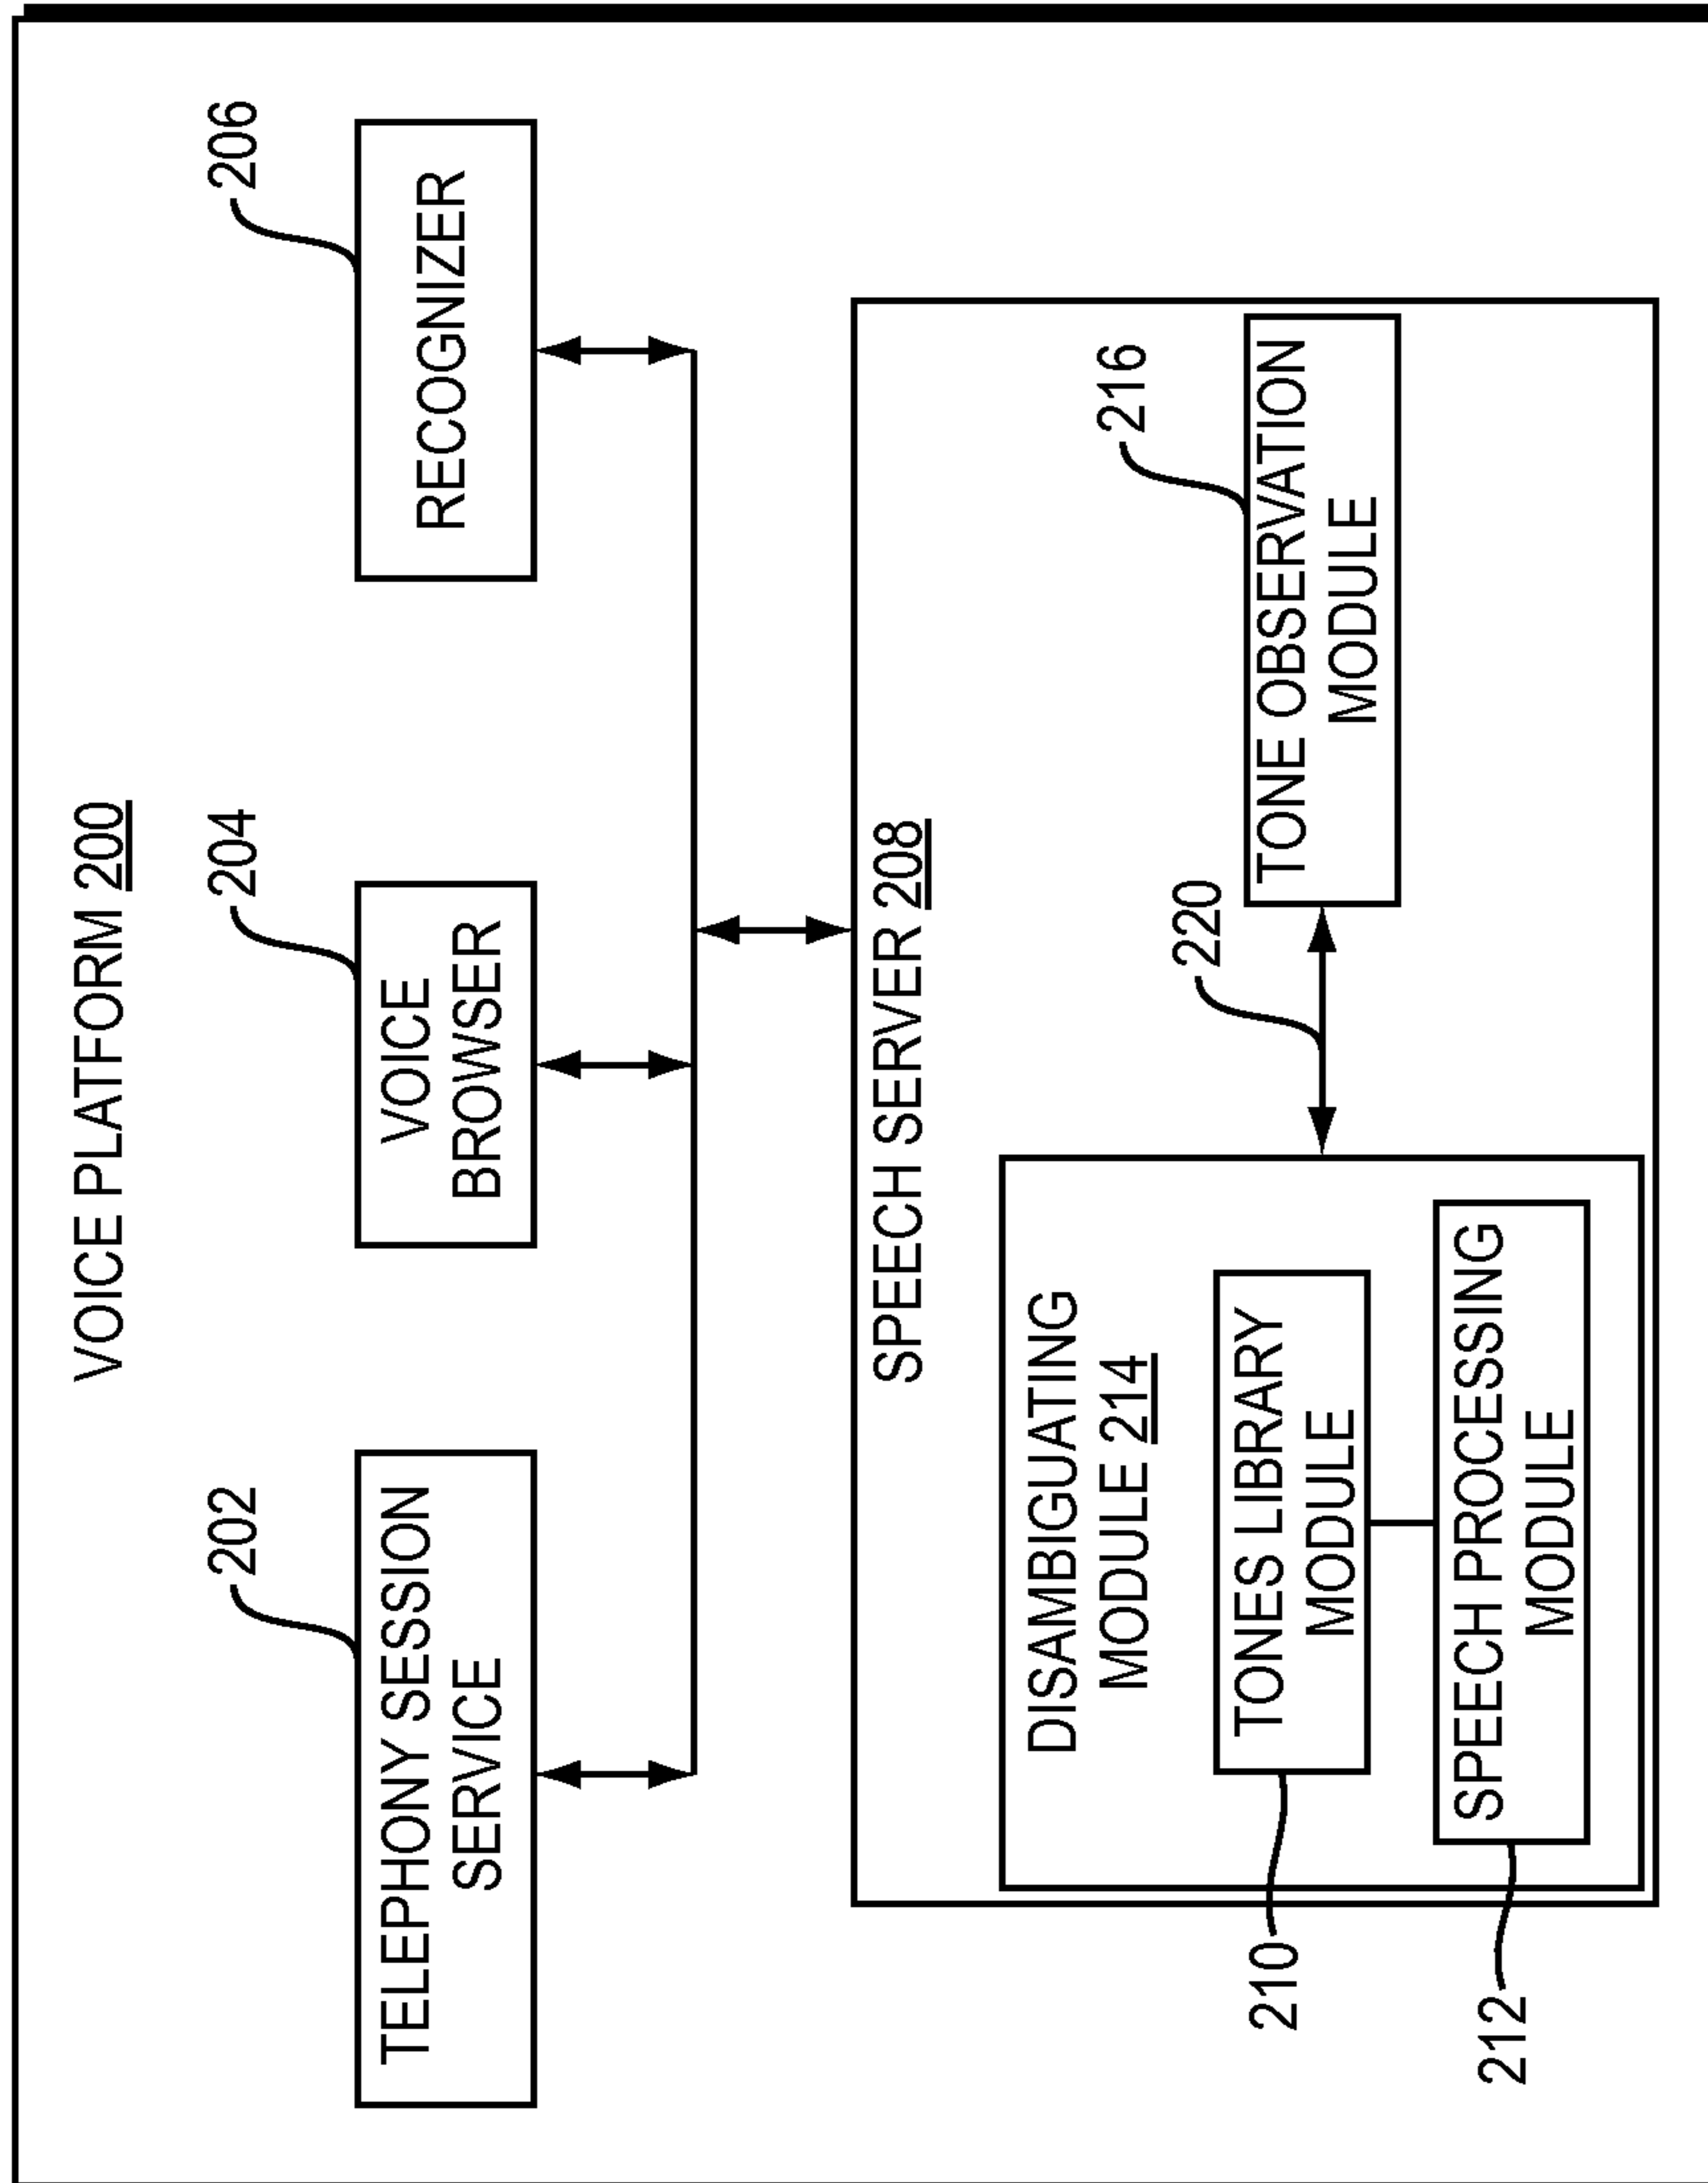 VOICE PLATFORM 200
202
204
206
TELEPHONY SESSION
SERVICE
VOICE
BROWSER
RECOGNIZER
SPEECH SERVER 208
DISAMBIGUATING
MODULE 214
210
TONES LIBRARY
MODULE
212
SPEECH PROCESSING
MODULE
220
216
TONE OBSERVATION
MODULE